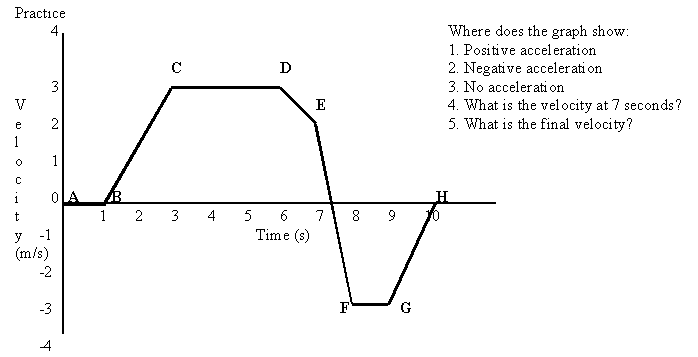 Practice
4
3
2
1
0
-1
-2
-3
-4
V
e
l
o
c
i
t
y
(m/s)
A
B
C
D
E
F
G
H
1 2 3 4 5 6 7 8 9 10
Time (s)
Where does the graph show:
1. Positive acceleration
2. Negative acceleration
3. No acceleration
4. What is the velocity at 7 seconds?
5. What is the final velocity?